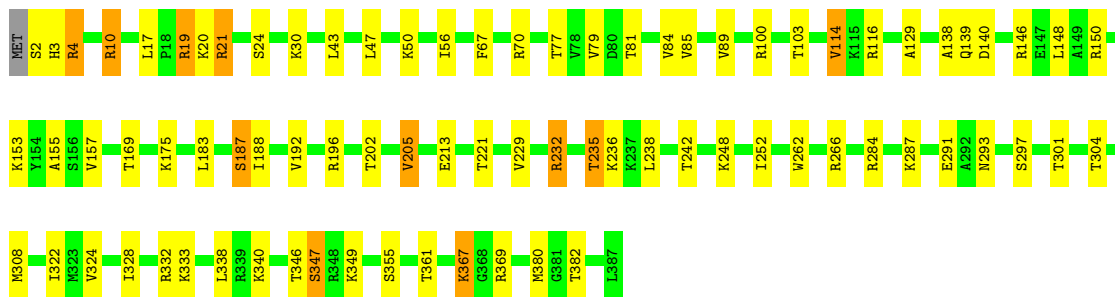 MET S2 H3 R4 R10 L17 P18 R19 K20 R21 S24 K30 L43 L47 K50 I56 F67 R70 T77 V78 V79 D80 T81 V84 V85 V89 R100 T103 V114 K115 R116 A129 A138 Q139 D140 R146 E147 L148 A149 R150
K153 Y154 A155 S156 V157 T169 K175 L183 S187 I188 V192 R196 T202 V205 E213 T221 V229 R232 T235 K236 K237 L238 T242 K248 I252 W262 R266 R284 K287 E291 A292 N293 S297 T301 T304
M308 I322 M323 V324 I328 R332 K333 L338 R339 K340 T346 S347 R348 K349 S355 T361 K367 G368 R369 M380 G381 T382 L387